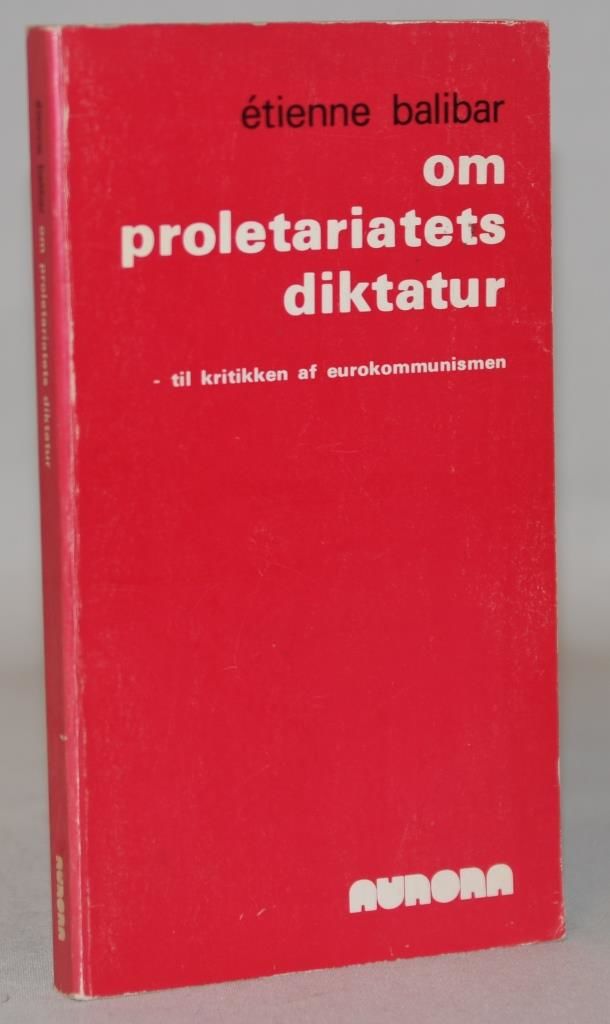 étienne balibar
om
proletariatets
diktatur
- til kritikken af eurokommunismen
AURORA
étienne balibar om proletariatets diktatur
AURORA